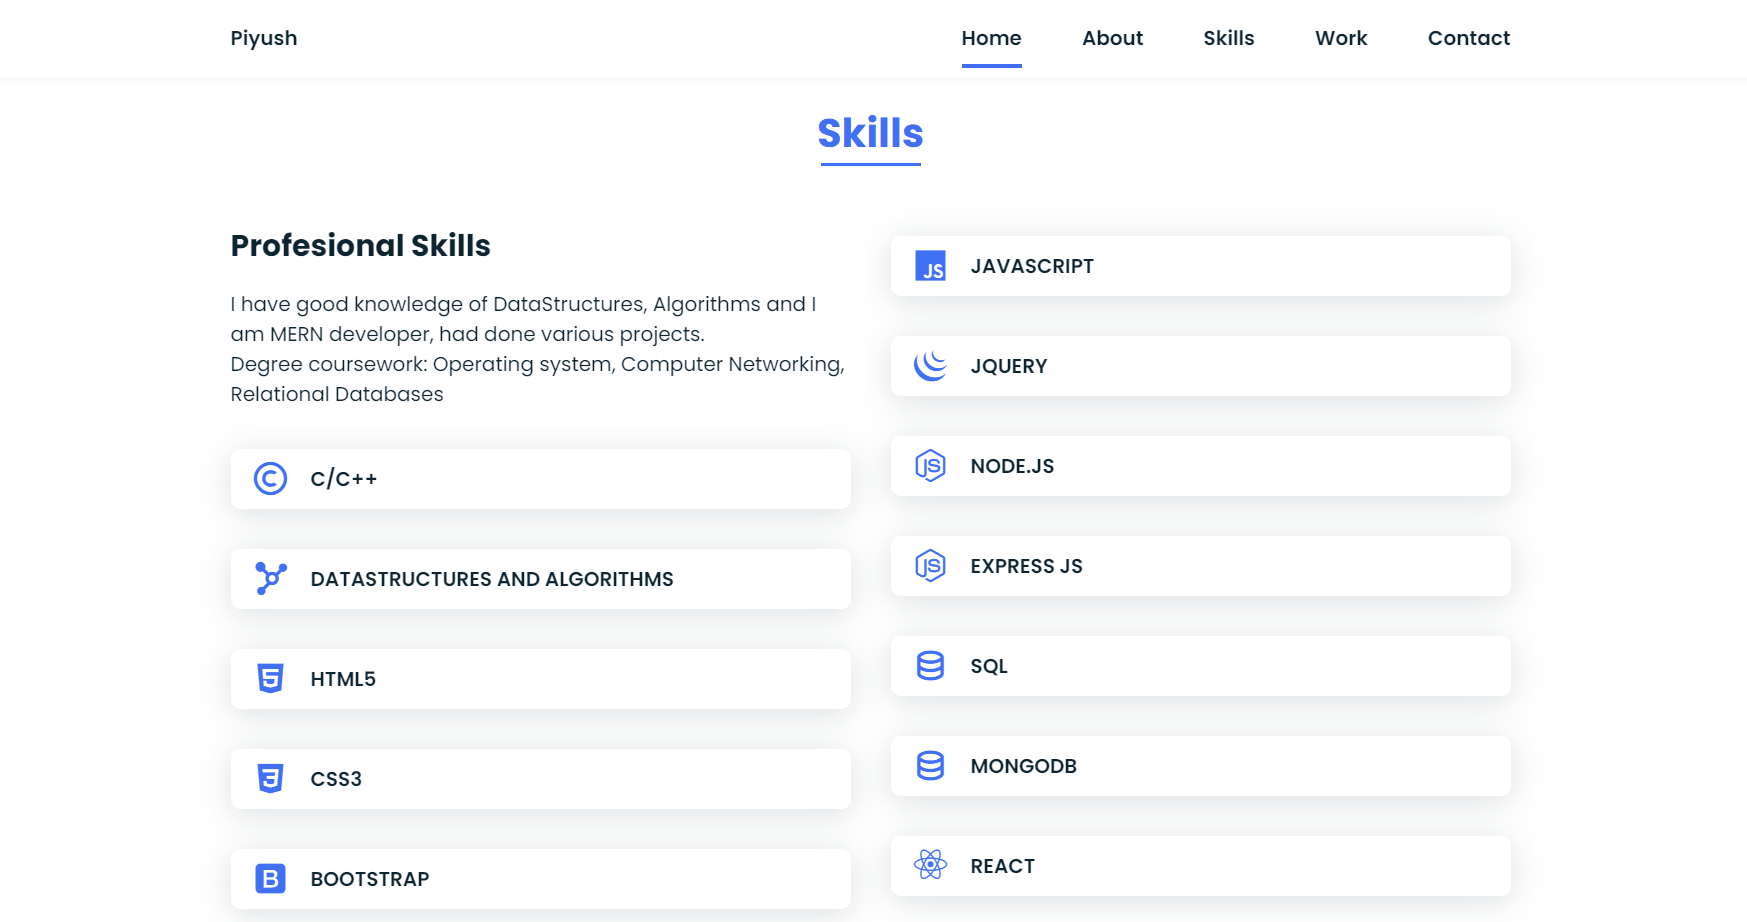 Piyush
Home
About
Skills
Work
Contact
Skills
Profesional Skills
I have good knowledge of DataStructures, Algorithms and I
am MERN developer, had done various projects.
Degree coursework: Operating system, Computer Networking,
Relational Databases
C/C++
DATASTRUCTURES AND ALGORITHMS
HTML5
CSS3
B
BOOTSTRAP
JS
JAVASCRIPT
JQUERY
JS
NODE.JS
JS
EXPRESS JS
SQL
MONGODB
REACT